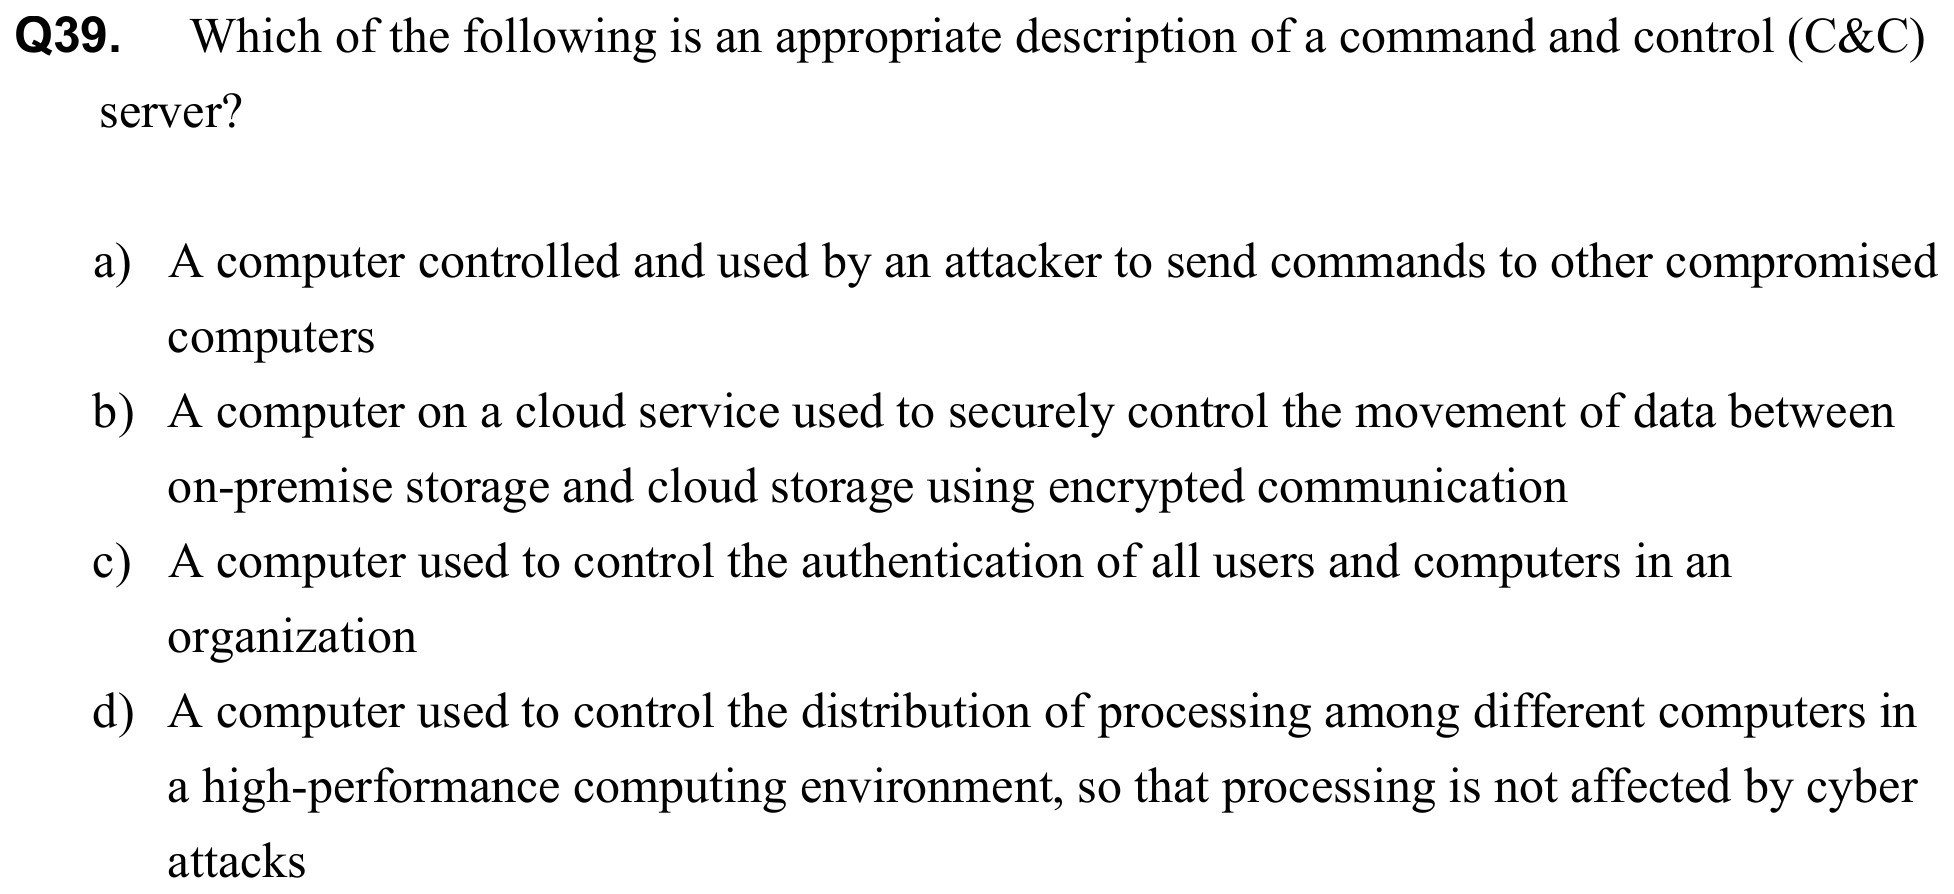 Q39. Which of the following is an appropriate description of a command and control (C&C)
server?
a) A computer controlled and used by an attacker to send commands to other compromised
computers
b) A computer on a cloud service used to securely control the movement of data between
on-premise storage and cloud storage using encrypted communication
c) A computer used to control the authentication of all users and computers in an
organization
d) A computer used to control the distribution of processing among different computers in
a high-performance computing environment, so that processing is not affected by cyber
attacks